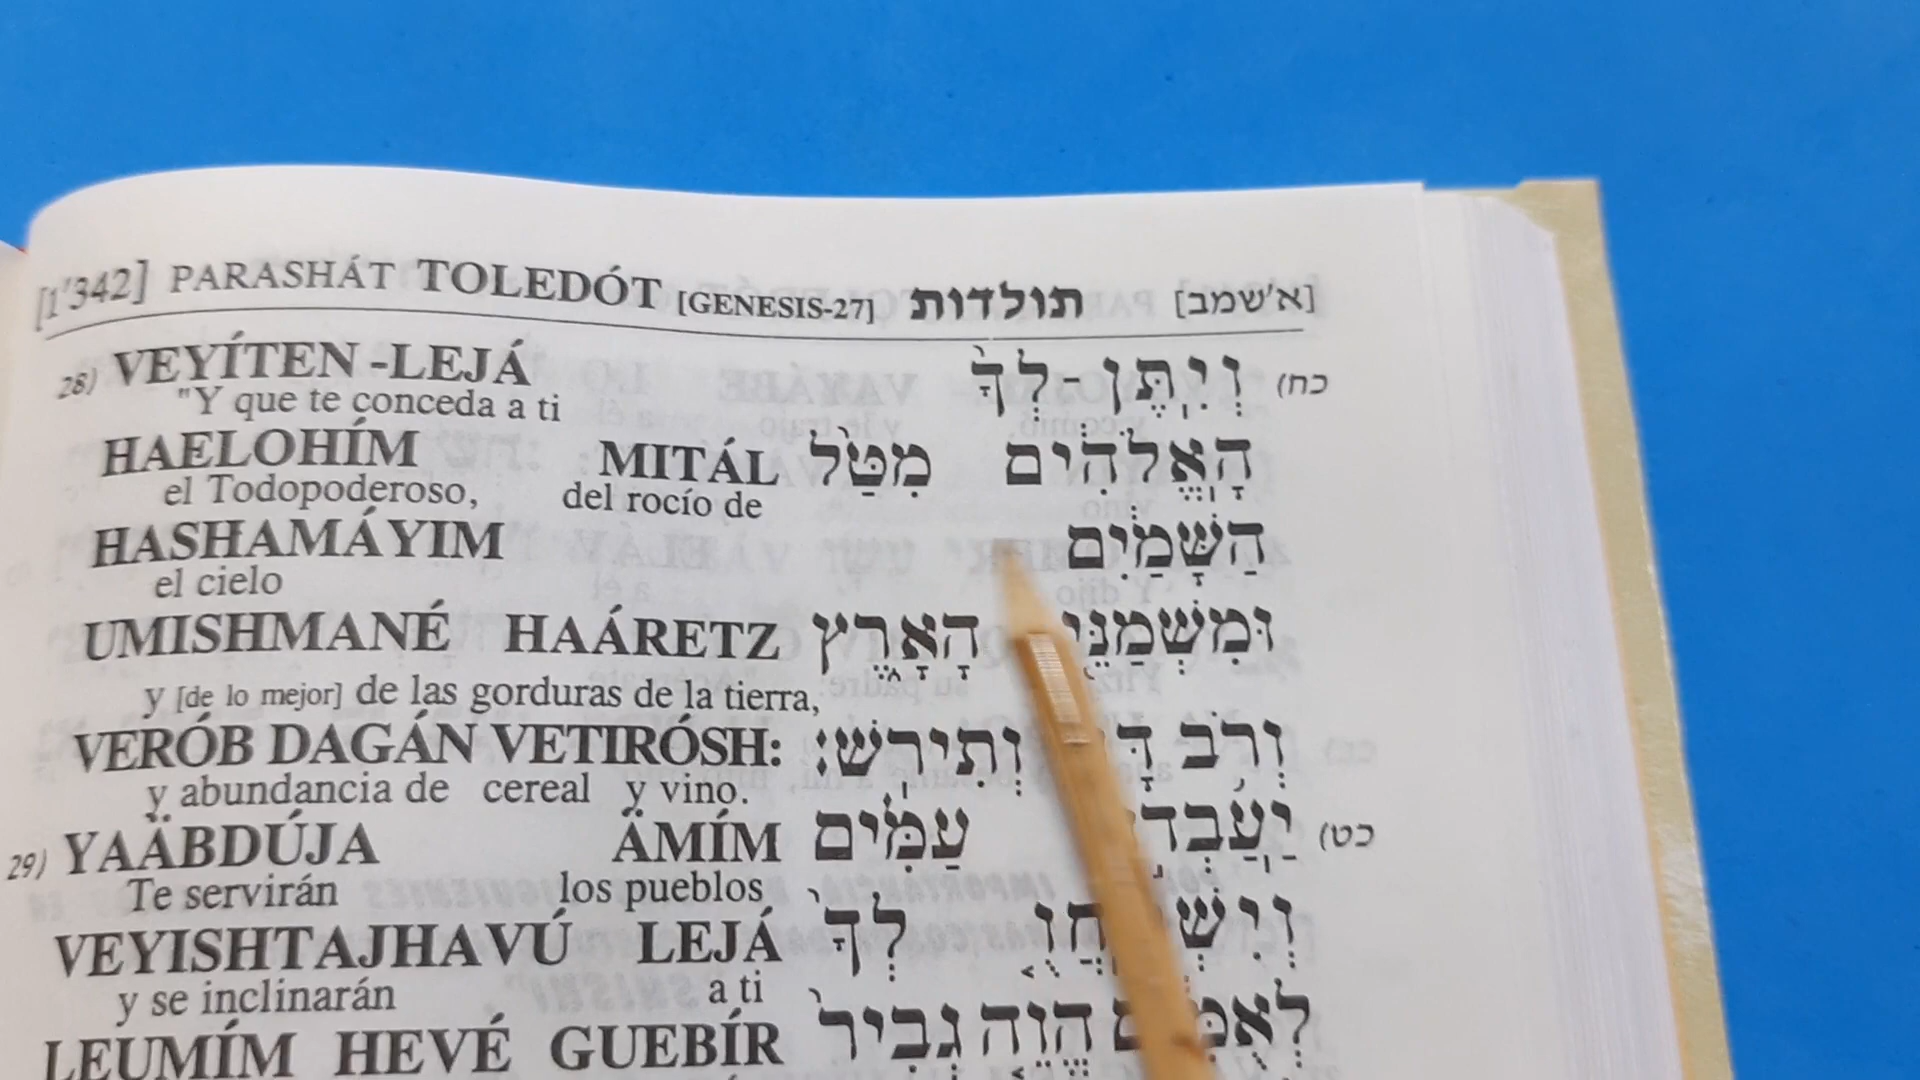 [1'342] PARASHÁT TOLEDÓT [GENESIS-27] תולדות [א'שמב]
28) VEYÍTEN -LEJÁ וְיִֽתֶּן -לְךָ֙ כח)
"Y que te conceda a ti
HAELOHÍM MITÁL הָאֱלֹהִ֔ים מִטַּ֥ל
el Todopoderoso, del rocío de
HASHAMÁYIM הַשָּׁמַ֔יִם
el cielo
UMISHMANÉ HAÁRETZ וּמִשְׁמַנֵּ֖י הָאָ֑רֶץ
y [de lo mejor] de las gorduras de la tierra,
VERÓB DAGÁN VETIRÓSH: וְרֹ֥ב וְתִירֹֽשׁ׃
y abundancia de cereal y vino.
29) YAÄBDÚJA ÄMÍM עַמִּ֗ים כט)
Te servirán los pueblos
VEYISHTAJHAVÚ LEJÁ לְךָ֙
y se inclinarán a ti
LEUMÍM HEVÉ GUEBÍR הֱוֵ֤ה גְבִיר֙